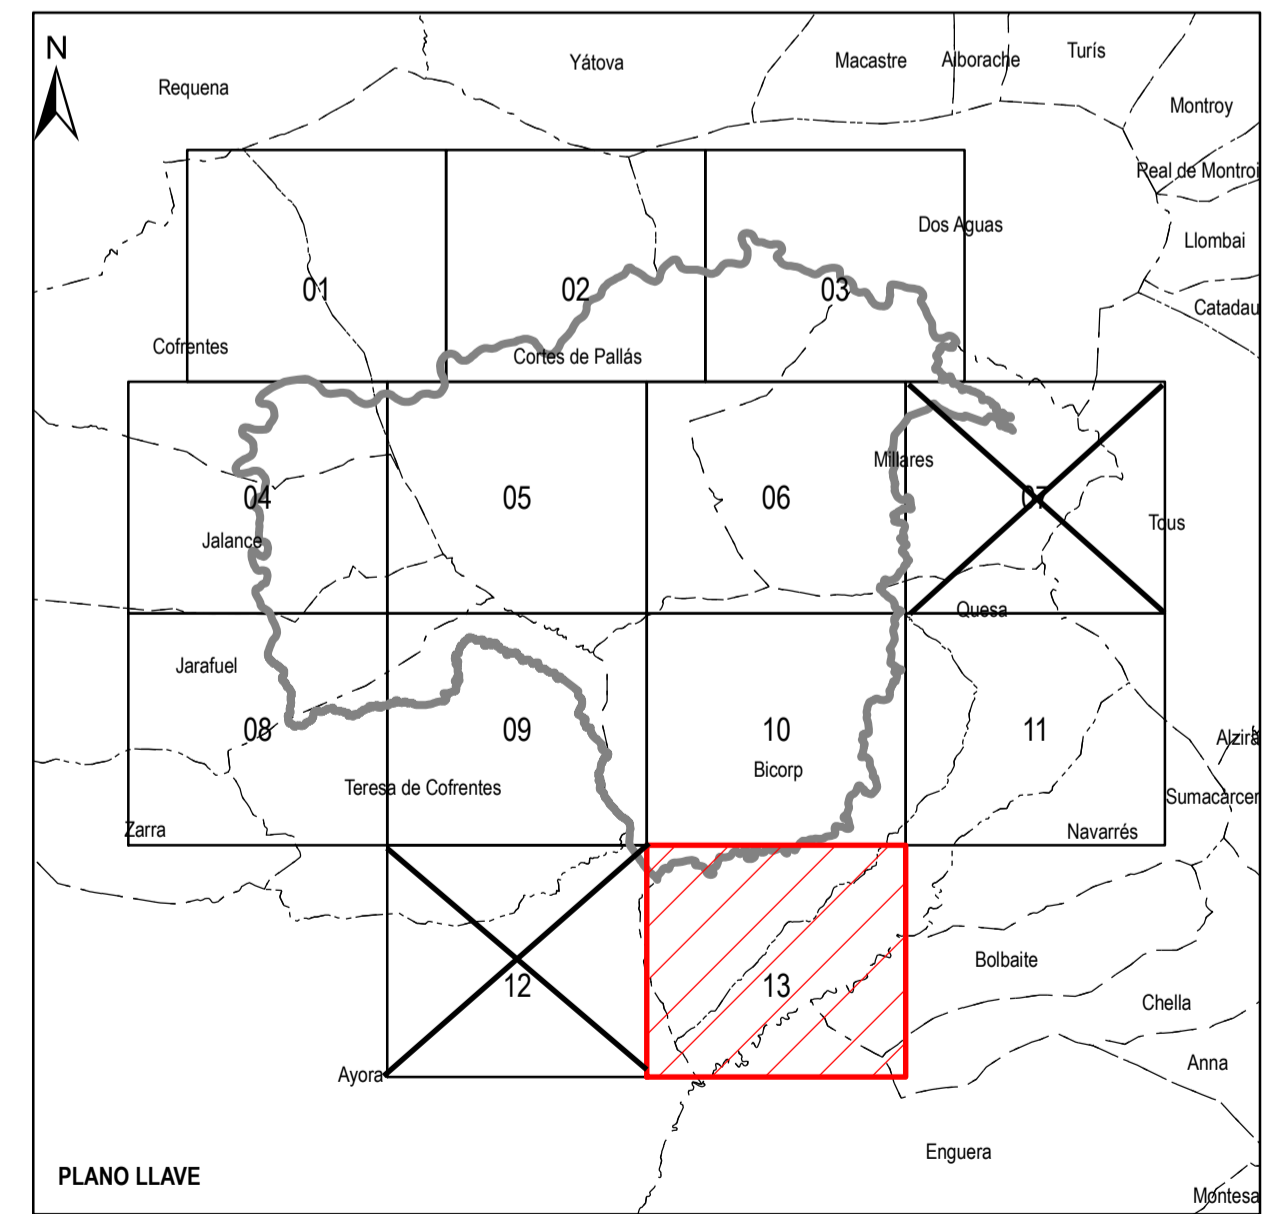 N
Requena
Yátova
Macastre
Alborache
Turís
Montroy
Real de Montroi
Dos Aguas
Llombai
01
02
03
Catadau
Cofrentes
Cortes de Pallás
Millares
04
05
06
07
Tous
Jalance
Quesa
Jarafuel
08
09
10
11
Alzira
Bicorp
Teresa de Cofrentes
Sumacàrcer
Zarra
Navarrés
Bolbaite
12
13
Chella
Anna
Ayora
Enguera
PLANO LLAVE
Montesa